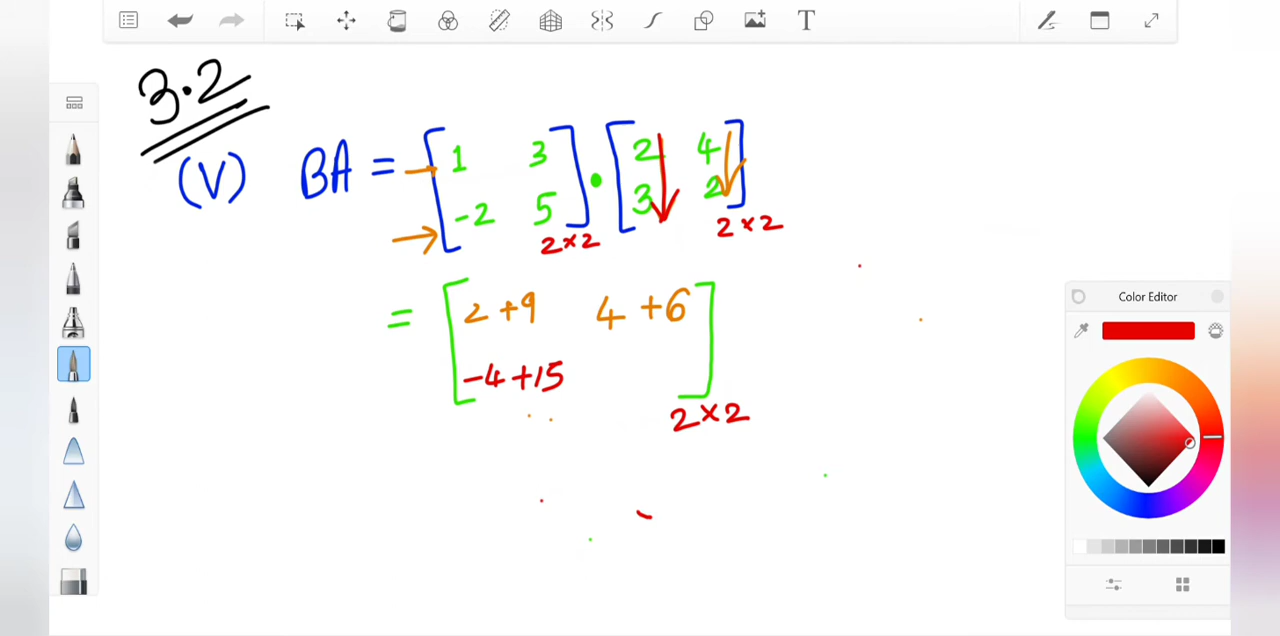 T
3.2
(V) BA = [1 3
-2 5]2×2 · [2 4
3 2]2×2
= [2+9 4+6
-4+15 ]2×2
Color Editor